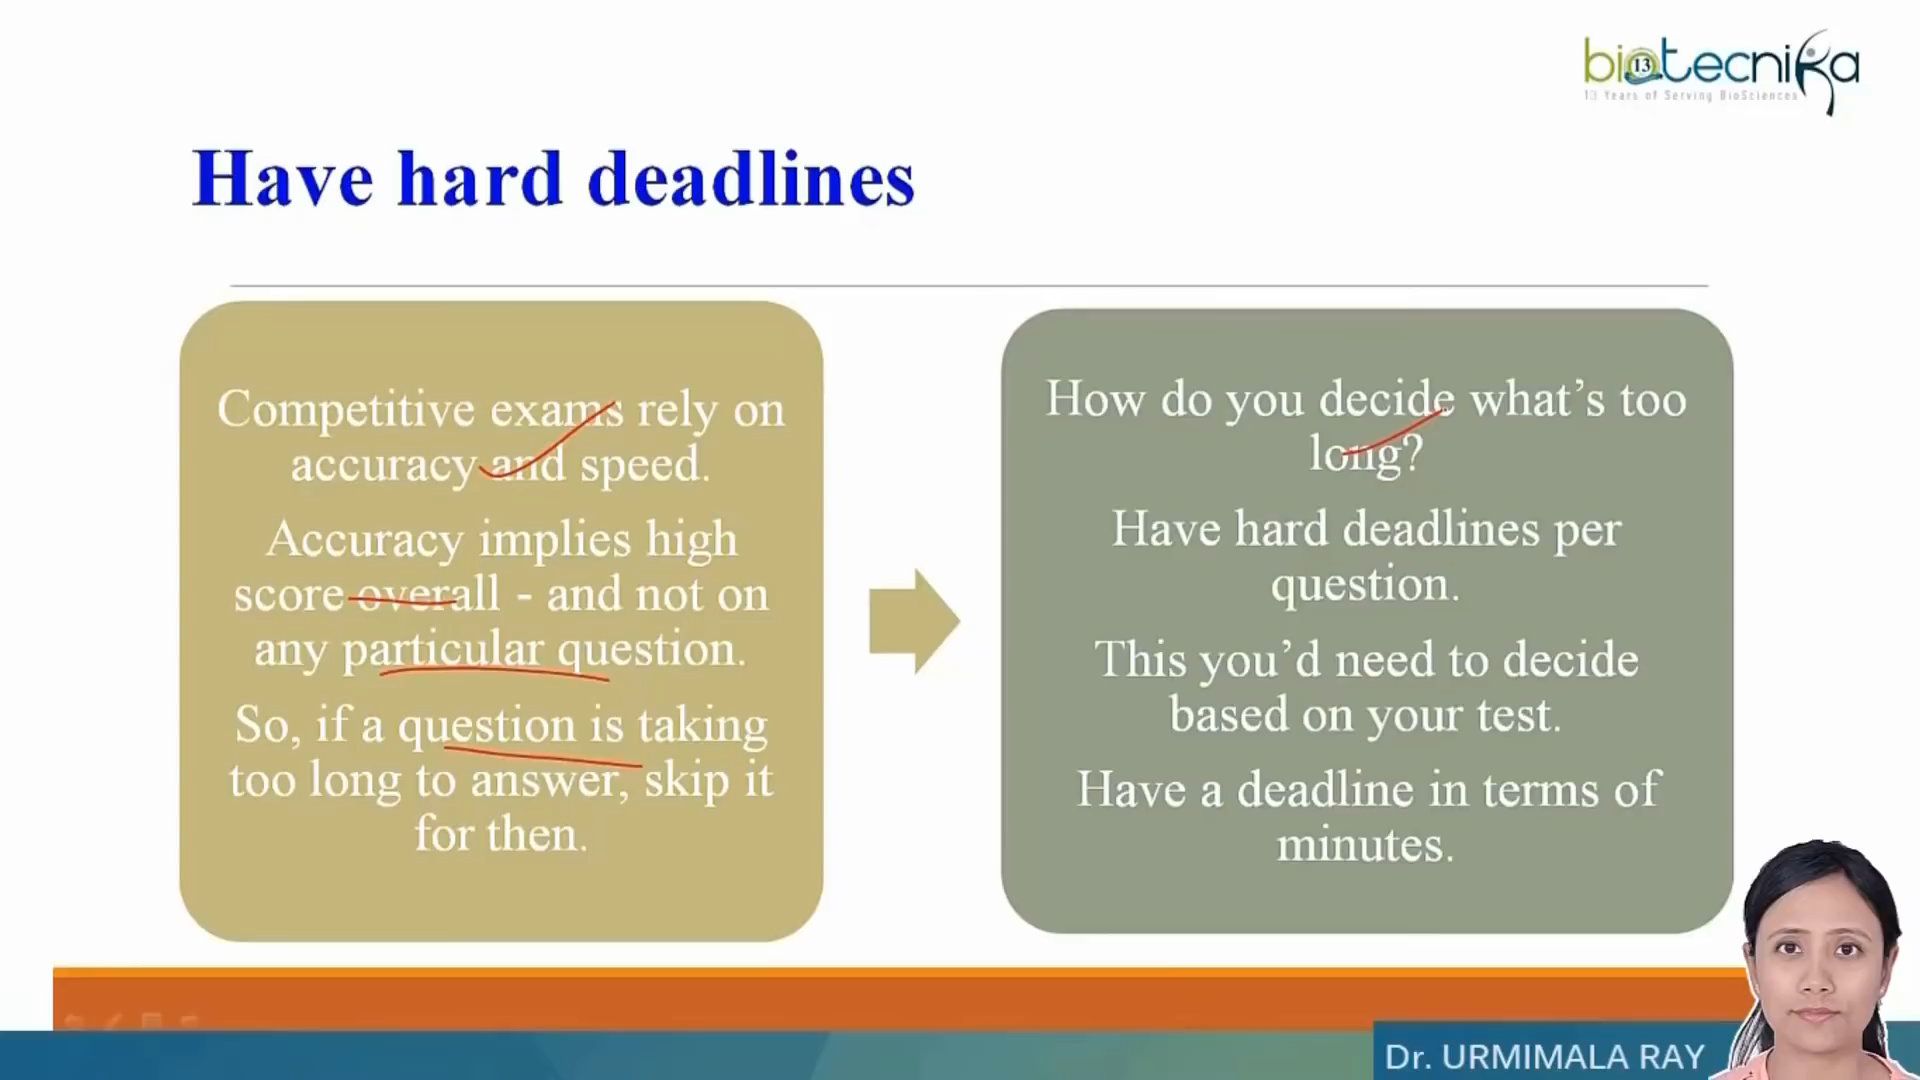 biotecnika
13
13 Years of Serving BioSciences
Have hard deadlines
Competitive exams rely on
accuracy and speed.
Accuracy implies high
score overall - and not on
any particular question.
So, if a question is taking
too long to answer, skip it
for then.
How do you decide what’s too
long?
Have hard deadlines per
question.
This you’d need to decide
based on your test.
Have a deadline in terms of
minutes.
Dr. URMIMALA RAY